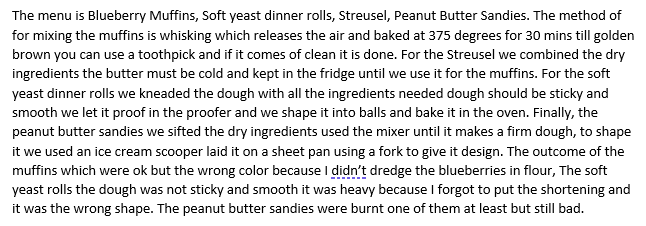 The menu is Blueberry Muffins, Soft yeast dinner rolls, Streusel, Peanut Butter Sandies. The method of
for mixing the muffins is whisking which releases the air and baked at 375 degrees for 30 mins till golden
brown you can use a toothpick and if it comes of clean it is done. For the Streusel we combined the dry
ingredients the butter must be cold and kept in the fridge until we use it for the muffins. For the soft
yeast dinner rolls we kneaded the dough with all the ingredients needed dough should be sticky and
smooth we let it proof in the proofer and we shape it into balls and bake it in the oven. Finally, the
peanut butter sandies we sifted the dry ingredients used the mixer until it makes a firm dough, to shape
it we used an ice cream scooper laid it on a sheet pan using a fork to give it design. The outcome of the
muffins which were ok but the wrong color because I didn't dredge the blueberries in flour, The soft
yeast rolls the dough was not sticky and smooth it was heavy because I forgot to put the shortening and
it was the wrong shape. The peanut butter sandies were burnt one of them at least but still bad.